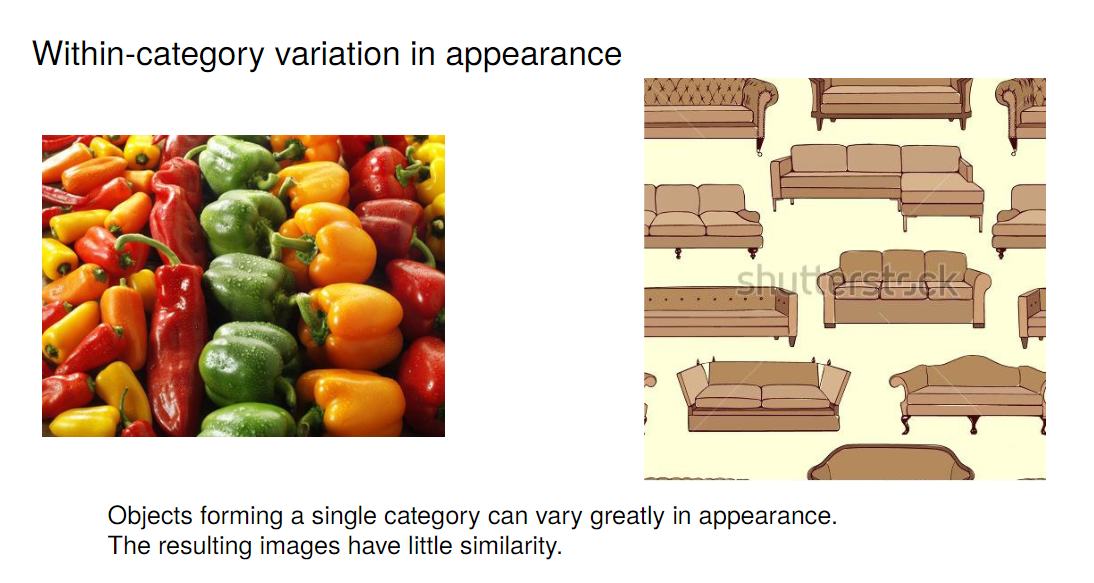 Within-category variation in appearance
shutterstock
Objects forming a single category can vary greatly in appearance.
The resulting images have little similarity.